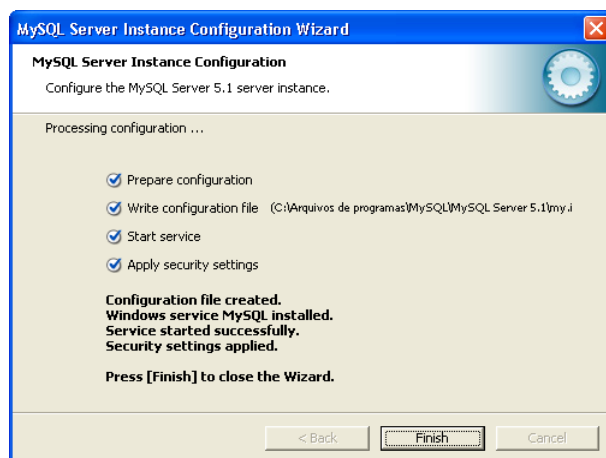 MySQL Server Instance Configuration Wizard
MySQL Server Instance Configuration
Configure the MySQL Server 5.1 server instance.
Processing configuration ...
Prepare configuration
Write configuration file (C:\Arquivos de programas\MySQL\MySQL Server 5.1\my.i
Start service
Apply security settings
Configuration file created.
Windows service MySQL installed.
Service started successfully.
Security settings applied.
Press [Finish] to close the Wizard.
< Back Finish Cancel